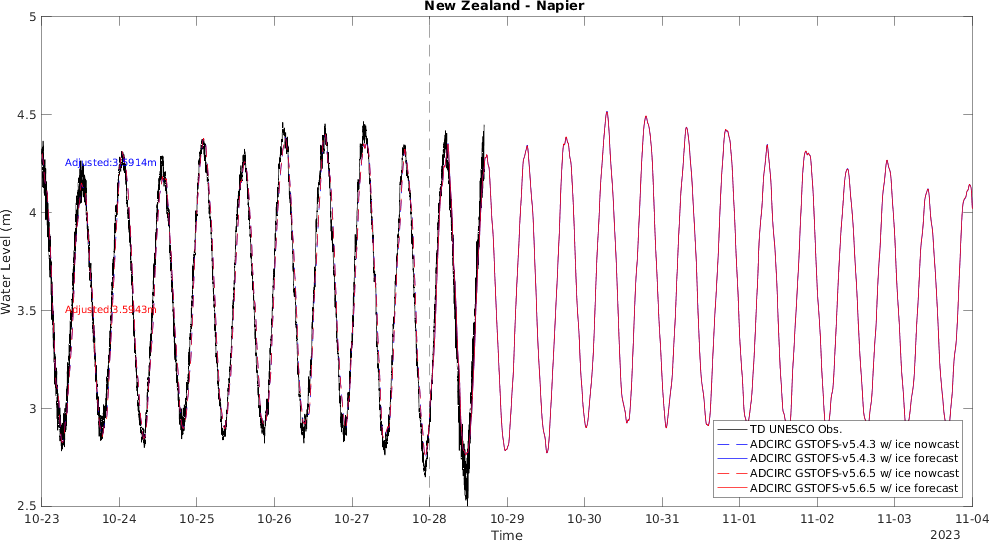 New Zealand - Napier
5
4.5
4
3.5
3
2.5
Water Level (m)
Adjusted:3.5914m
Adjusted:3.5943m
TD UNESCO Obs.
ADCIRC GSTOFS-v5.4.3 w/ ice nowcast
ADCIRC GSTOFS-v5.4.3 w/ ice forecast
ADCIRC GSTOFS-v5.6.5 w/ ice nowcast
ADCIRC GSTOFS-v5.6.5 w/ ice forecast
10-23 10-24 10-25 10-26 10-27 10-28 10-29 10-30 10-31 11-01 11-02 11-03 11-04
Time
2023